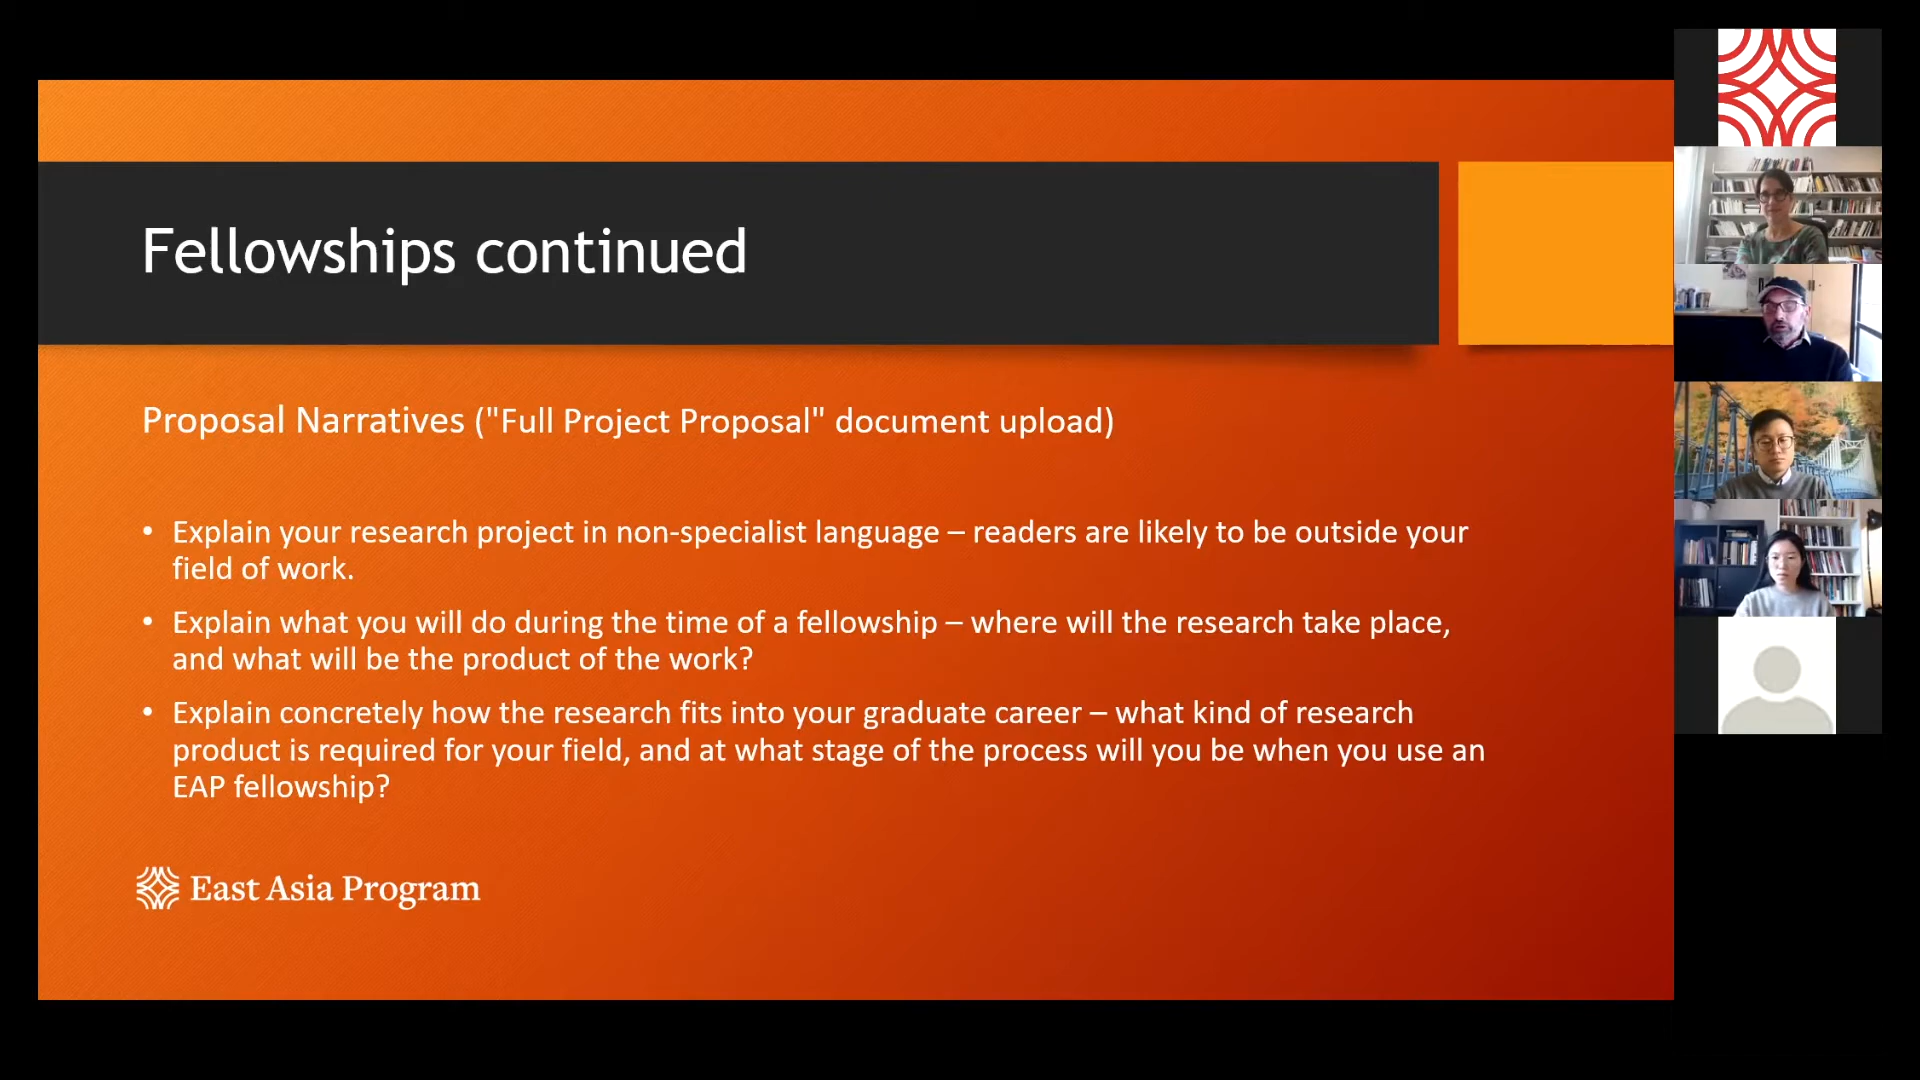 Fellowships continued
Proposal Narratives ("Full Project Proposal" document upload)
• Explain your research project in non-specialist language – readers are likely to be outside your
field of work.
• Explain what you will do during the time of a fellowship – where will the research take place,
and what will be the product of the work?
• Explain concretely how the research fits into your graduate career – what kind of research
product is required for your field, and at what stage of the process will you be when you use an
EAP fellowship?
East Asia Program